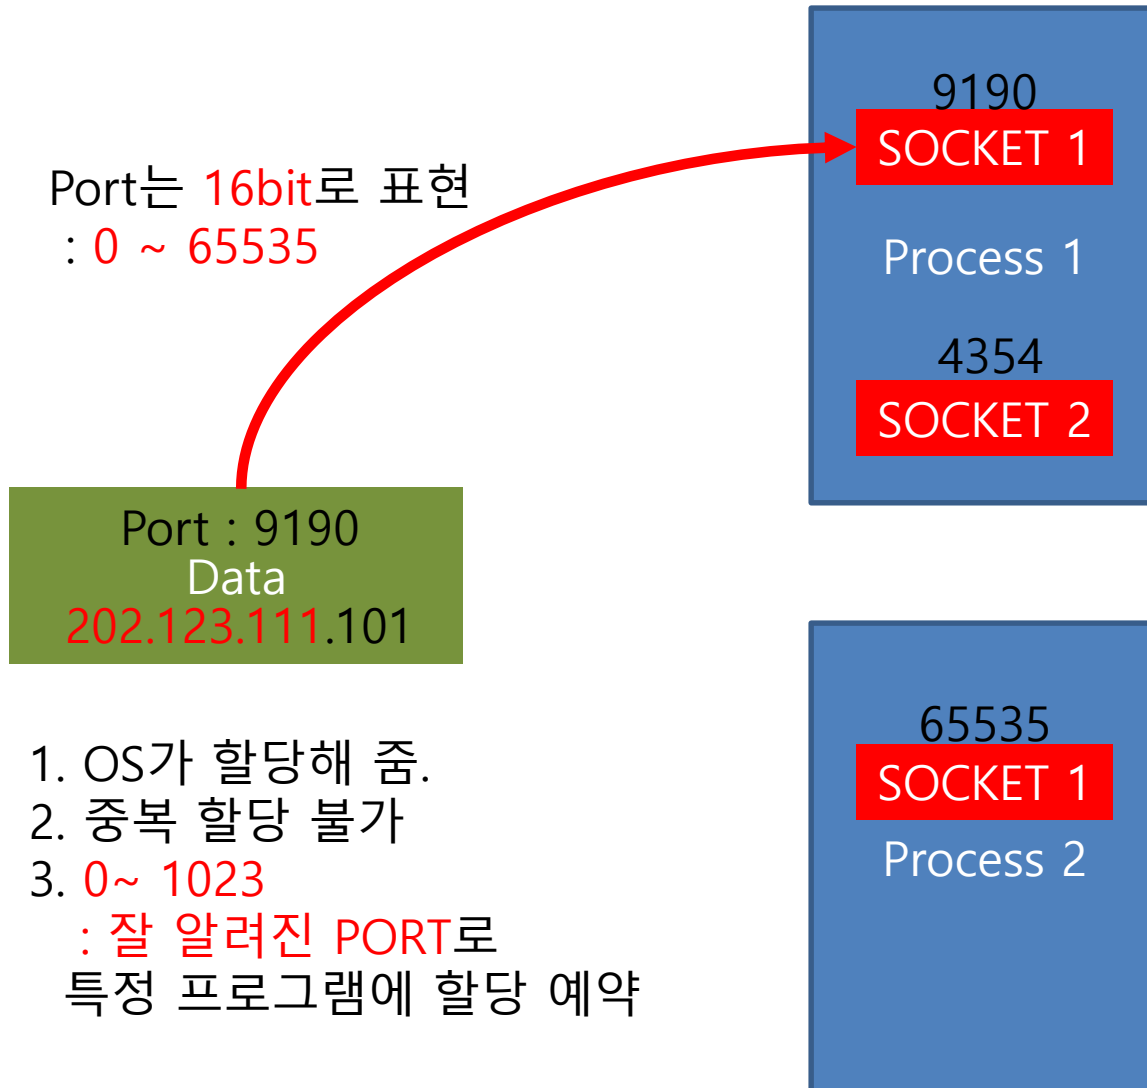 Port는 16bit로 표현
: 0 ~ 65535
Port : 9190
Data
202.123.111.101
1. OS가 할당해 줌.
2. 중복 할당 불가
3. 0~ 1023
: 잘 알려진 PORT로
특정 프로그램에 할당 예약
9190
SOCKET 1
Process 1
4354
SOCKET 2
65535
SOCKET 1
Process 2